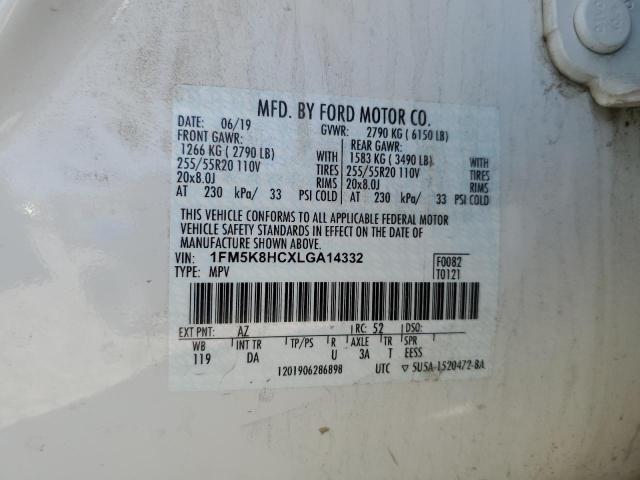 MFD. BY FORD MOTOR CO.
DATE: 06/19 GVWR: 2790 KG ( 6150 LB)
FRONT GAWR: REAR GAWR:
1266 KG ( 2790 LB) WITH 1583 KG ( 3490 LB) WITH
255/55R20 110V TIRES 255/55R20 110V TIRES
20x8.0J RIMS 20x8.0J RIMS
AT 230 kPa/ 33 PSI COLD AT 230 kPa/ 33 PSI COLD
THIS VEHICLE CONFORMS TO ALL APPLICABLE FEDERAL MOTOR
VEHICLE SAFETY STANDARDS IN EFFECT ON THE DATE OF
MANUFACTURE SHOWN ABOVE.
VIN: 1FM5K8HCXLGA14332 F0082
TYPE: MPV T0121
EXT PNT: AZ RC: 52 DSO:
WB INT TR TP/PS R AXLE TR SPR
119 DA U 3A T EESS
1201906286898 UTC ▽ 5U5A-1520472-BA